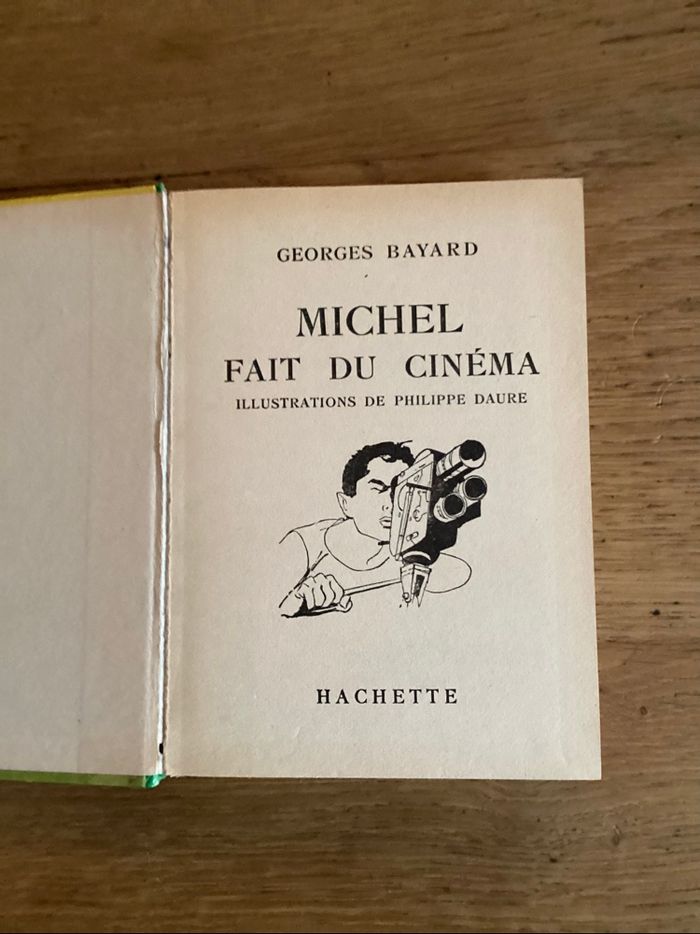 GEORGES BAYARD
MICHEL
FAIT DU CINÉMA
ILLUSTRATIONS DE PHILIPPE DAURE
HACHETTE